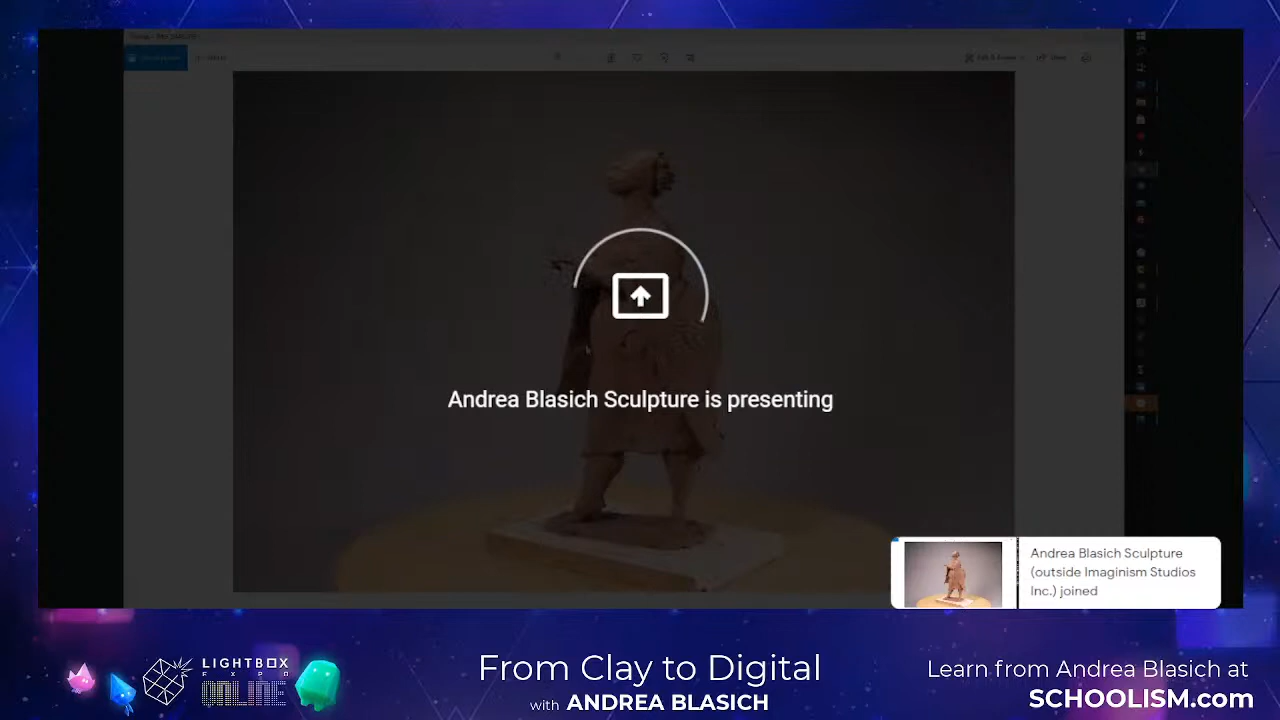 Andrea Blasich Sculpture is presenting
Andrea Blasich Sculpture
(outside Imaginism Studios
Inc.) joined
LIGHTBOX
EXPO
ONLINE
From Clay to Digital
with ANDREA BLASICH
Learn from Andrea Blasich at
SCHOOLISM.com